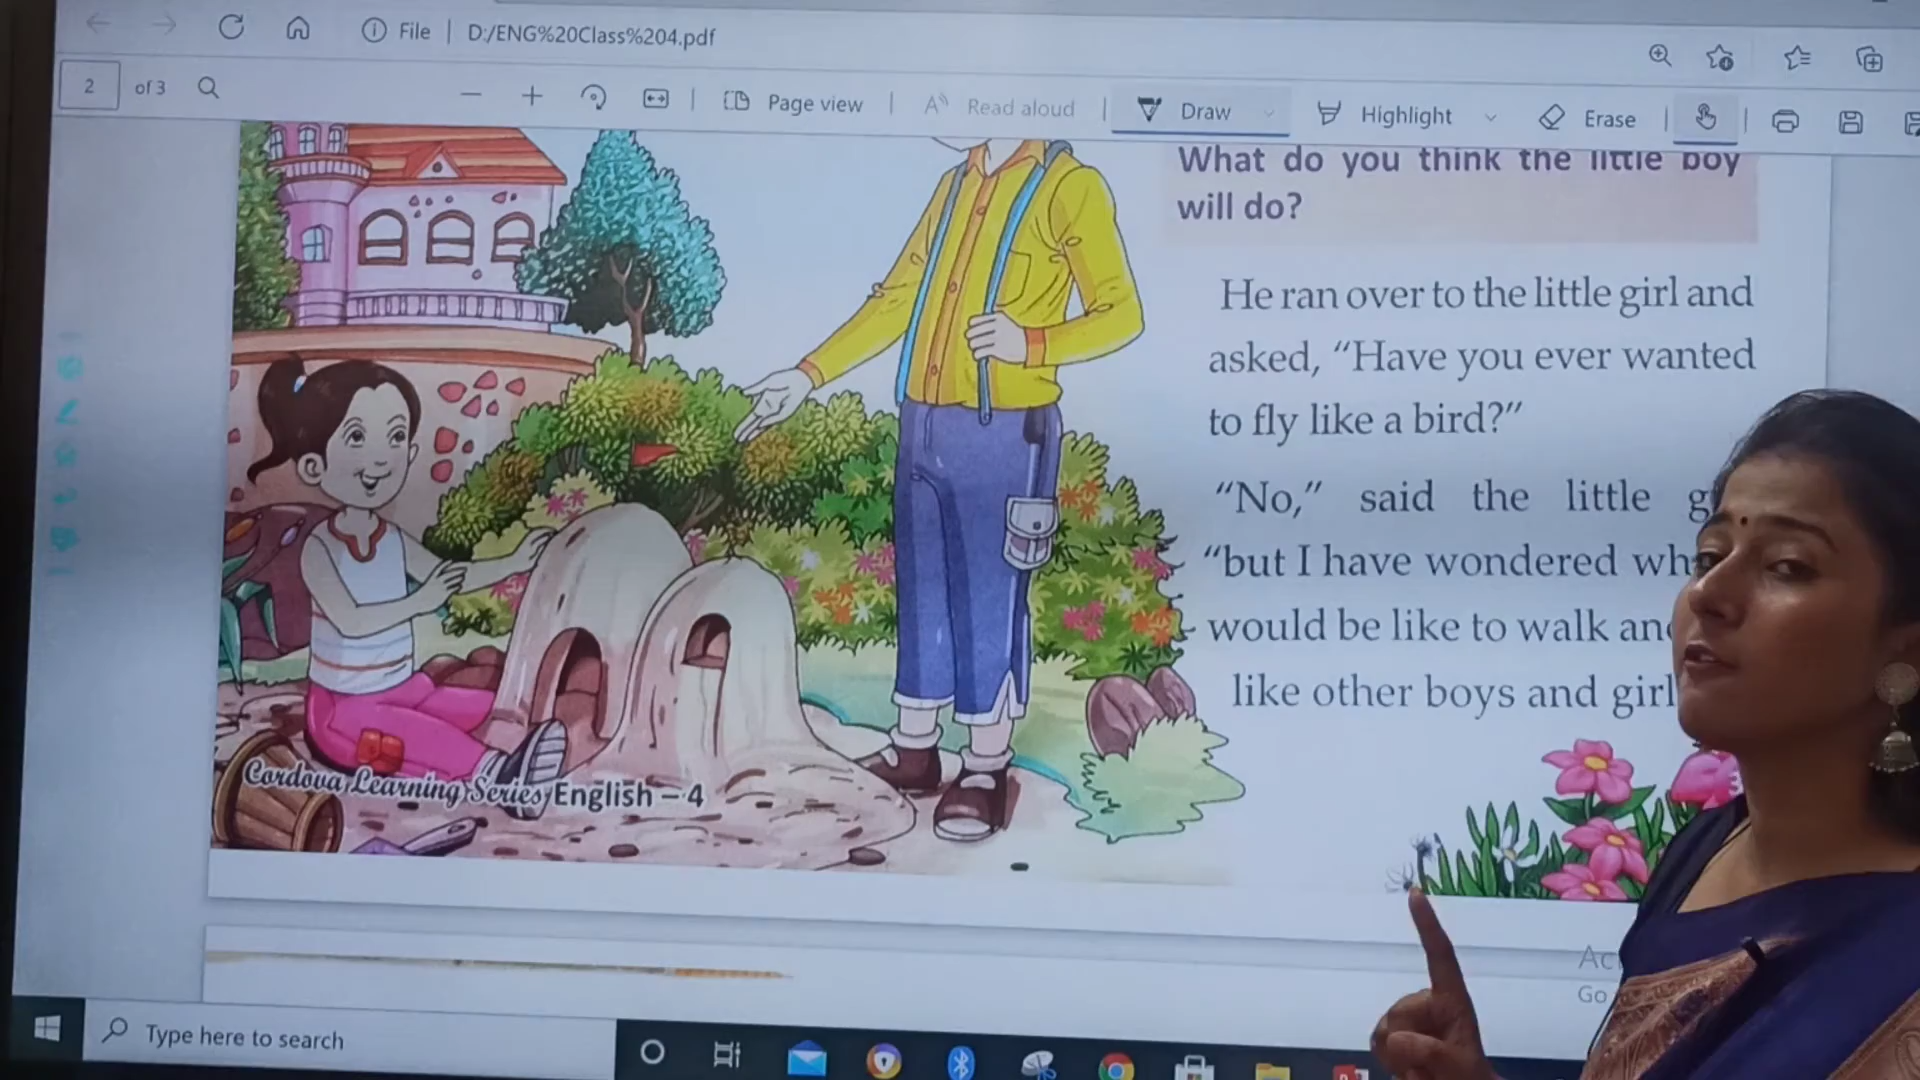 File | D:/ENG%20Class%204.pdf
2 of 3 Page view Read aloud Draw Highlight Erase
What do you think the little boy
will do?
He ran over to the little girl and
asked, “Have you ever wanted
to fly like a bird?”
“No,” said the little
“but I have wondered
would be like to walk
like other boys and
Cordova Learning Series English – 4
Go
Type here to search